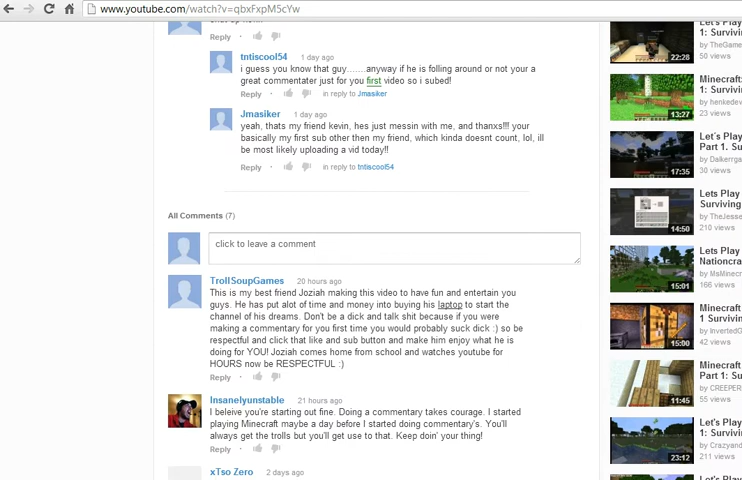 www.youtube.com/watch?v=qbxFxpM5cYw
Reply
tntiscool54 1 day ago
i guess you know that guy.......anyway if he is folling around or not your a
great commentater just for you first video so i subed!
Reply in reply to Jmasiker
Jmasiker 1 day ago
yeah, thats my friend kevin, hes just messin with me, and thanxs!!! your
basically my first sub other then my friend, which kinda doesnt count, lol, ill
be most likely uploading a vid today!!
Reply in reply to tntiscool54
All Comments (7)
click to leave a comment
TrollSoupGames 20 hours ago
This is my best friend Joziah making this video to have fun and entertain you
guys. He has put alot of time and money into buying his laptop to start the
channel of his dreams. Don't be a dick and talk shit because if you were
making a commentary for you first time you would probably suck dick :) so be
respectful and click that like and sub button and make him enjoy what he is
doing for YOU! Joziah comes home from school and watches youtube for
HOURS now be RESPECTFUL :)
Reply
Insanelyunstable 21 hours ago
I beleive you're starting out fine. Doing a commentary takes courage. I started
playing Minecraft maybe a day before I started doing commentary's. You'll
always get the trolls but you'll get use to that. Keep doin' your thing!
Reply
xTso Zero 2 days ago
1: Survivin
by TheGame
50 views
22:28
Minecraft:
1: Survivin
by henkedev
23 views
13:27
Let's Play
Part 1. Su
by Daikerrga
30 views
17:35
Lets Play
Surviving
by TheJesse
210 views
14:50
Lets Play
Nationcra
by MsMinec
166 views
15:01
Minecraft
1 Survivin
by InvertedG
42 views
15:00
Minecraft
Part 1: Su
by CREEPER
55 views
11:45
Let's Play
1: Survivin
by Crazyand
211 views
23:12
Let's Play